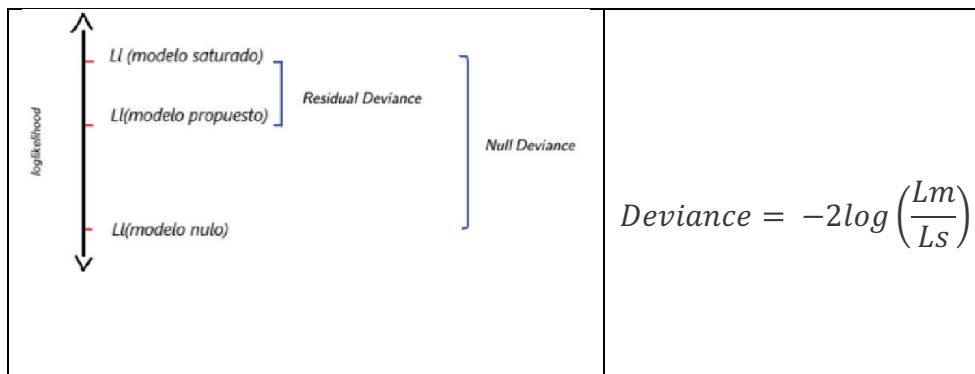 Ll (modelo saturado)
Residual Deviance
Ll(modelo propuesto)
loglikelihood
Null Deviance
Ll(modelo nulo)
Deviance = −2log(Lm/Ls)